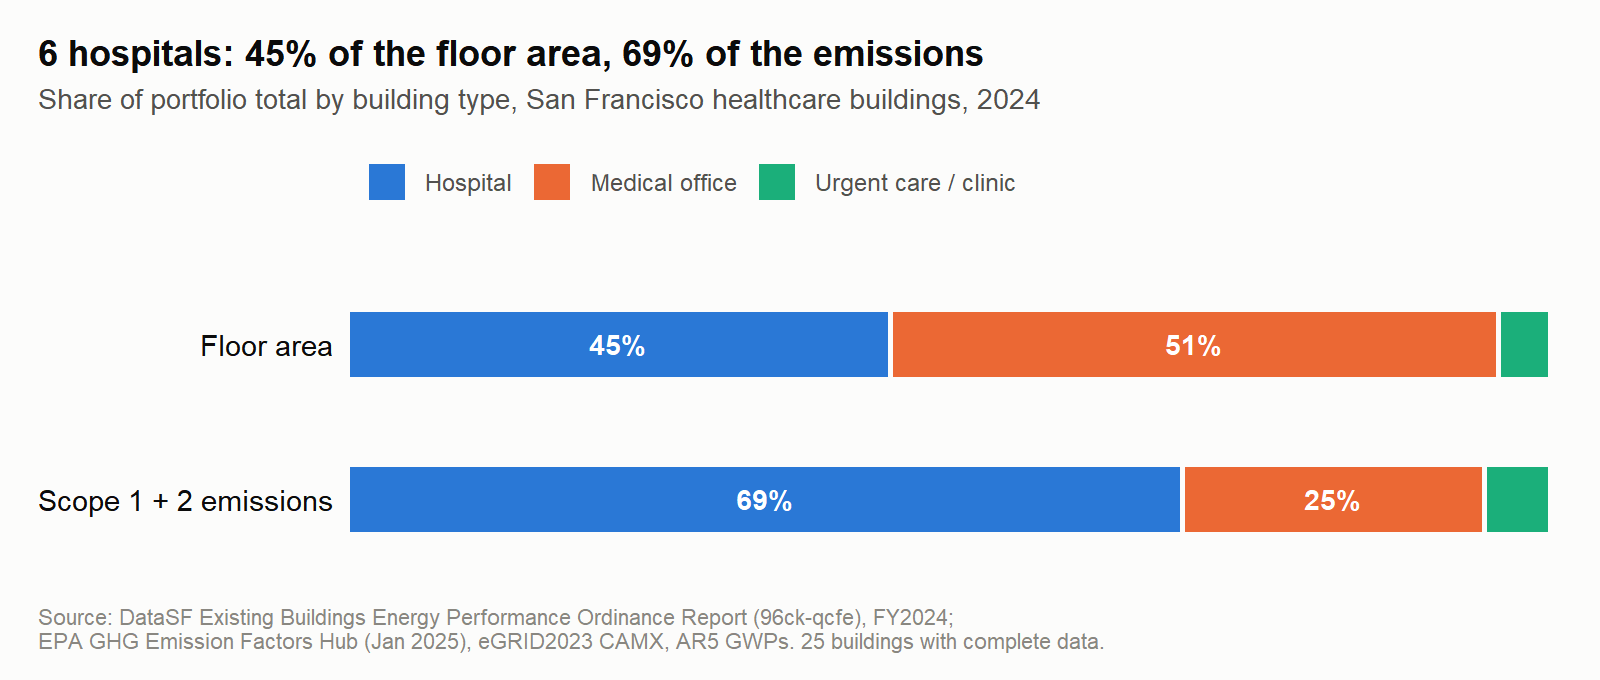 6 hospitals: 45% of the floor area, 69% of the emissions
Share of portfolio total by building type, San Francisco healthcare buildings, 2024
Hospital
Medical office
Urgent care / clinic
Floor area
45%
51%
Scope 1 + 2 emissions
69%
25%
Source: DataSF Existing Buildings Energy Performance Ordinance Report (96ck-qcfe), FY2024;
EPA GHG Emission Factors Hub (Jan 2025), eGRID2023 CAMX, AR5 GWPs. 25 buildings with complete data.